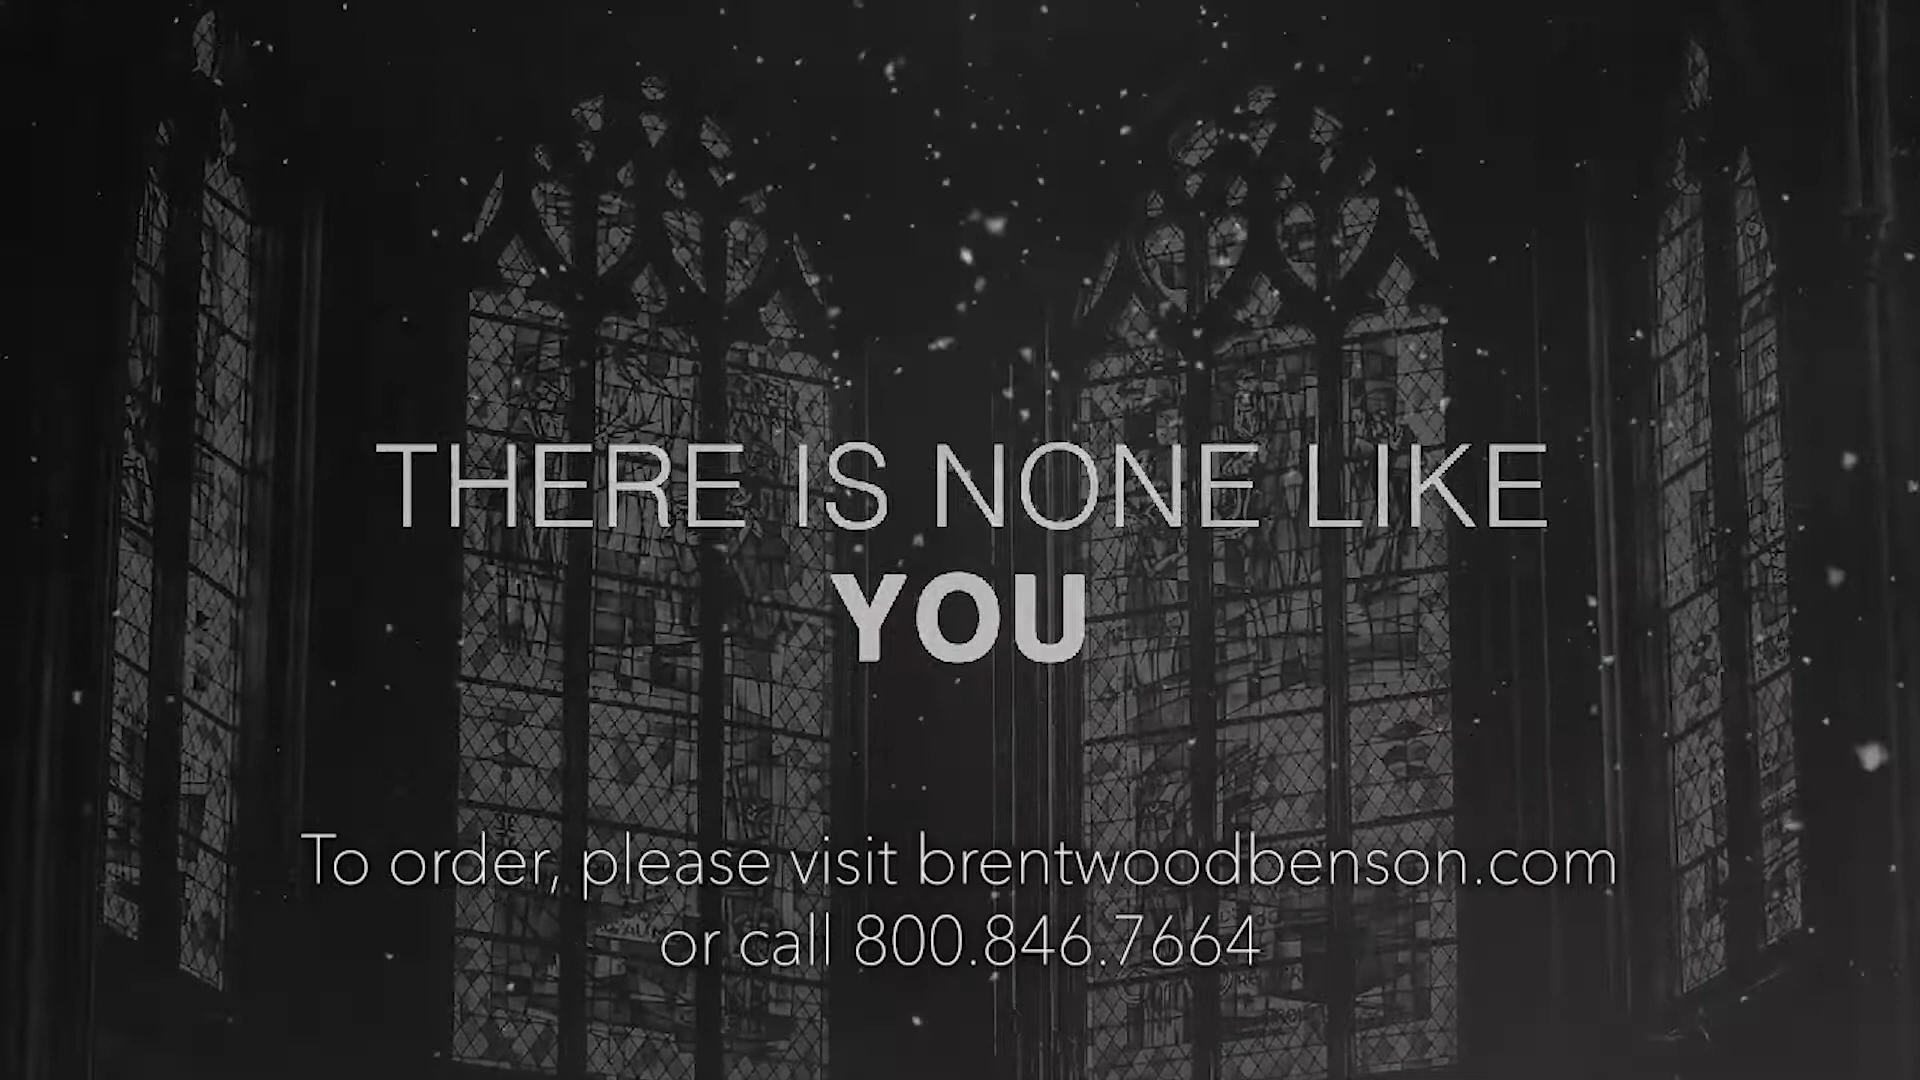 THERE IS NONE LIKE
YOU
To order, please visit brentwoodbenson.com
or call 800.846.7664